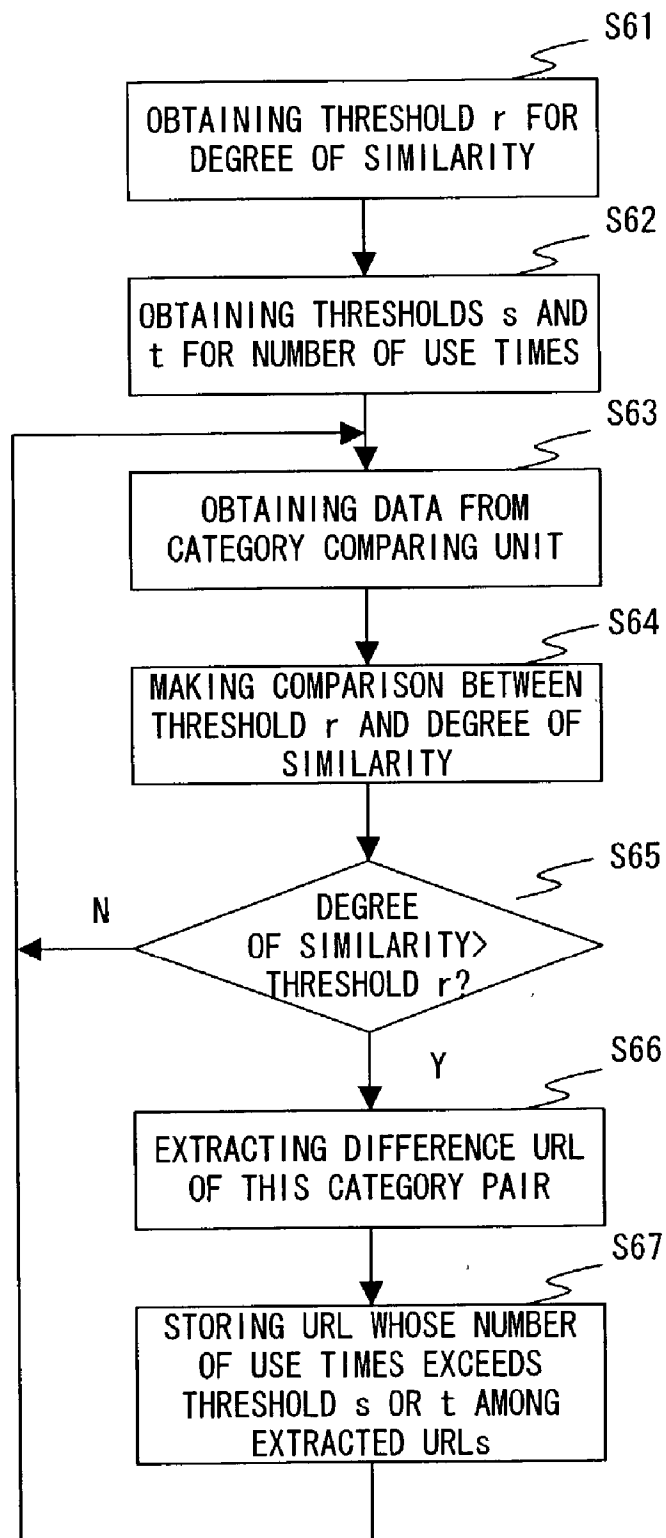 S61
OBTAINING THRESHOLD r FOR
DEGREE OF SIMILARITY
S62
OBTAINING THRESHOLDS s AND
t FOR NUMBER OF USE TIMES
S63
OBTAINING DATA FROM
CATEGORY COMPARING UNIT
S64
MAKING COMPARISON BETWEEN
THRESHOLD r AND DEGREE OF
SIMILARITY
S65
N
DEGREE
OF SIMILARITY>
THRESHOLD r?
Y
S66
EXTRACTING DIFFERENCE URL
OF THIS CATEGORY PAIR
S67
STORING URL WHOSE NUMBER
OF USE TIMES EXCEEDS
THRESHOLD s OR t AMONG
EXTRACTED URLs